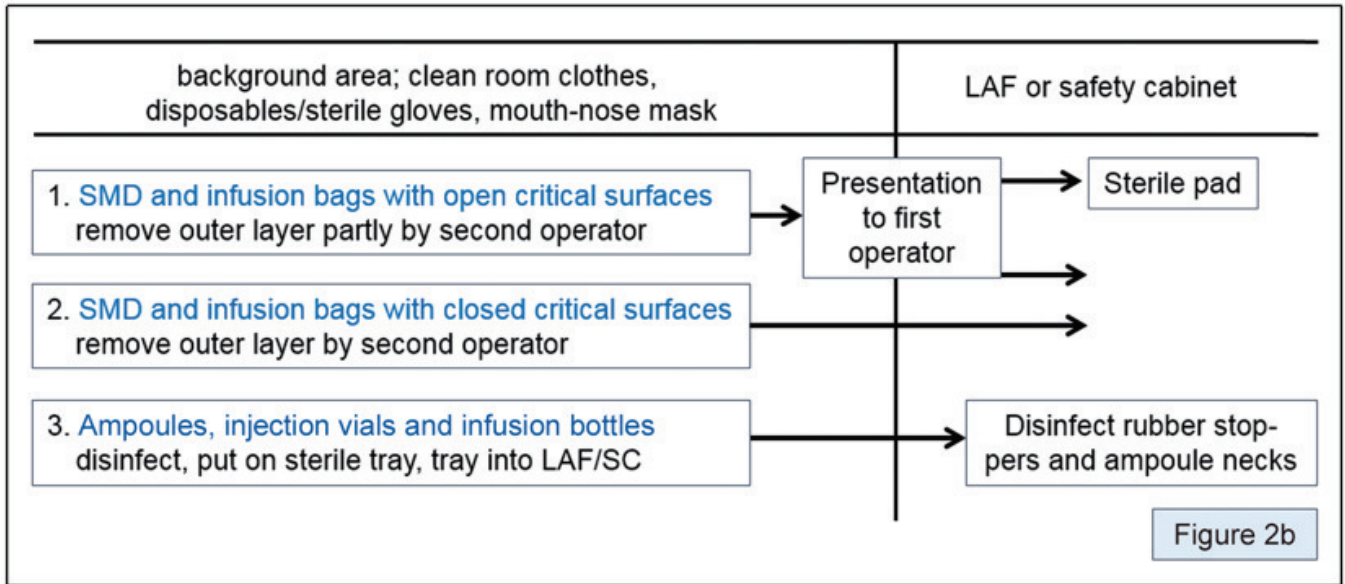 background area; clean room clothes,
disposables/sterile gloves, mouth-nose mask
LAF or safety cabinet
1. SMD and infusion bags with open critical surfaces
remove outer layer partly by second operator
Presentation
to first
operator
Sterile pad
2. SMD and infusion bags with closed critical surfaces
remove outer layer by second operator
3. Ampoules, injection vials and infusion bottles
disinfect, put on sterile tray, tray into LAF/SC
Disinfect rubber stop-
pers and ampoule necks
Figure 2b